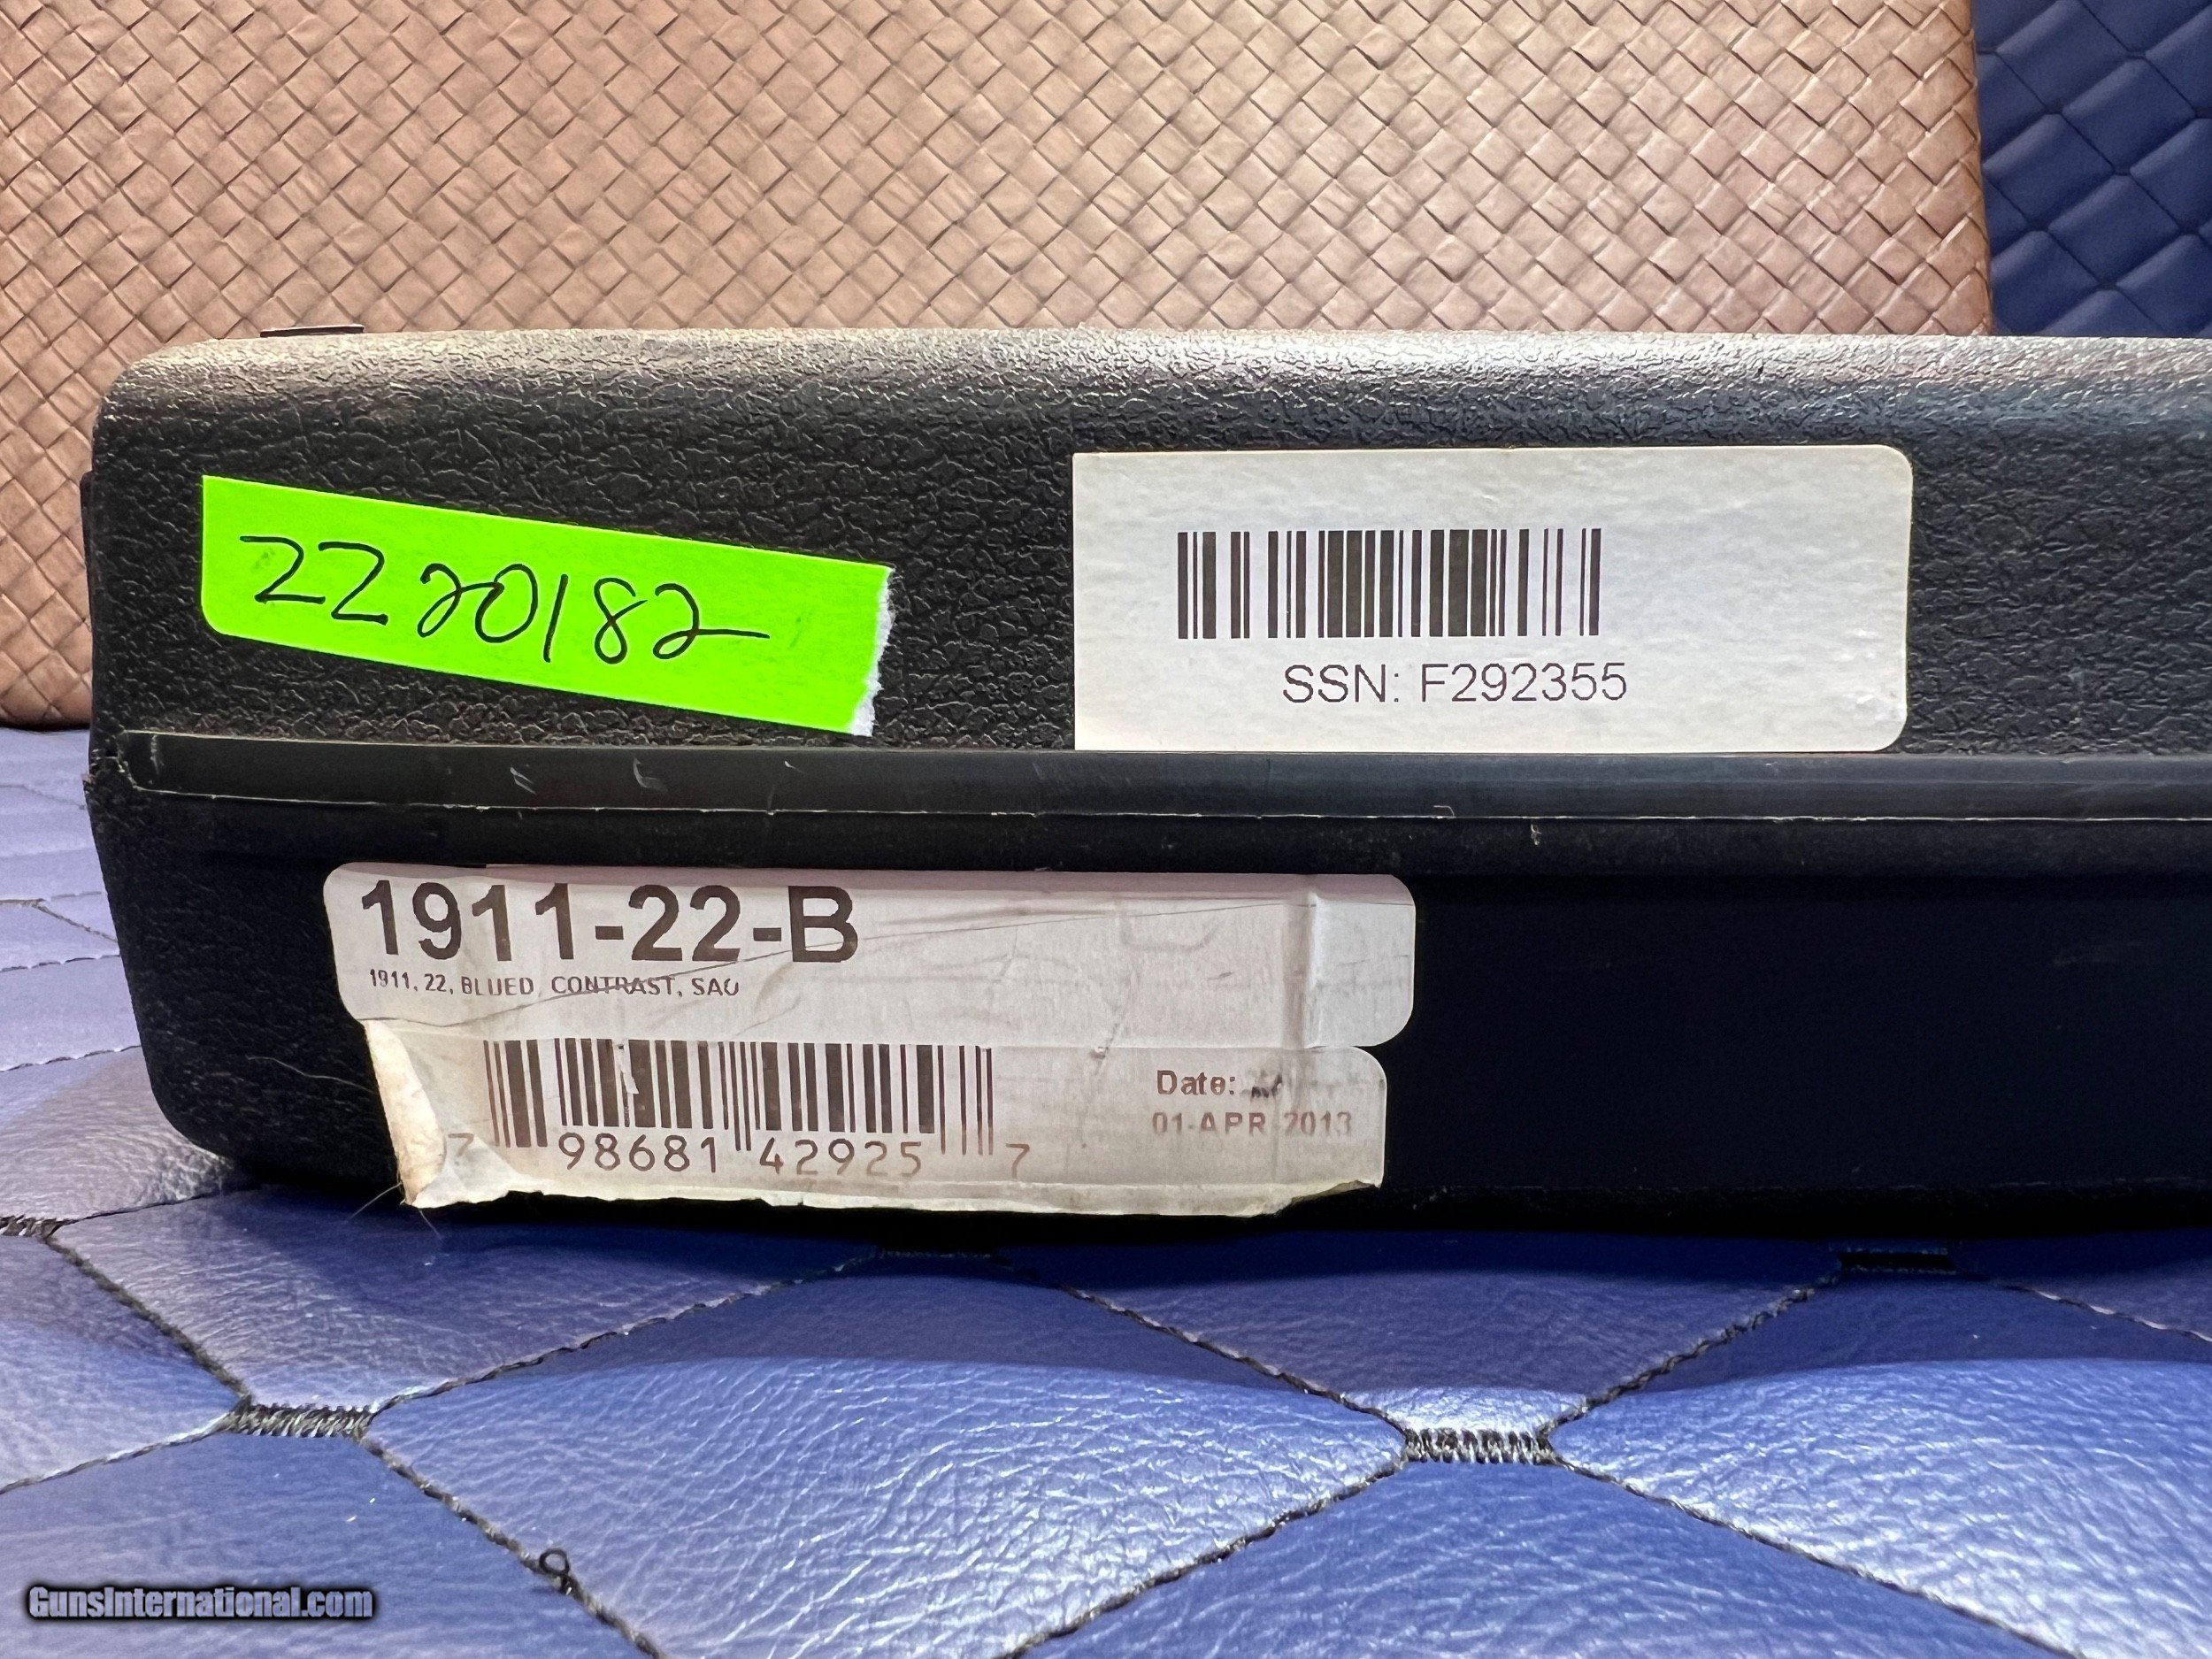 2220182
SSN: F292355
1911-22-B
1911, 22, BLUED, CONTRAST, SAO
7 98681 42925 7
Date:
01-APR-2013
GunsInternational.com